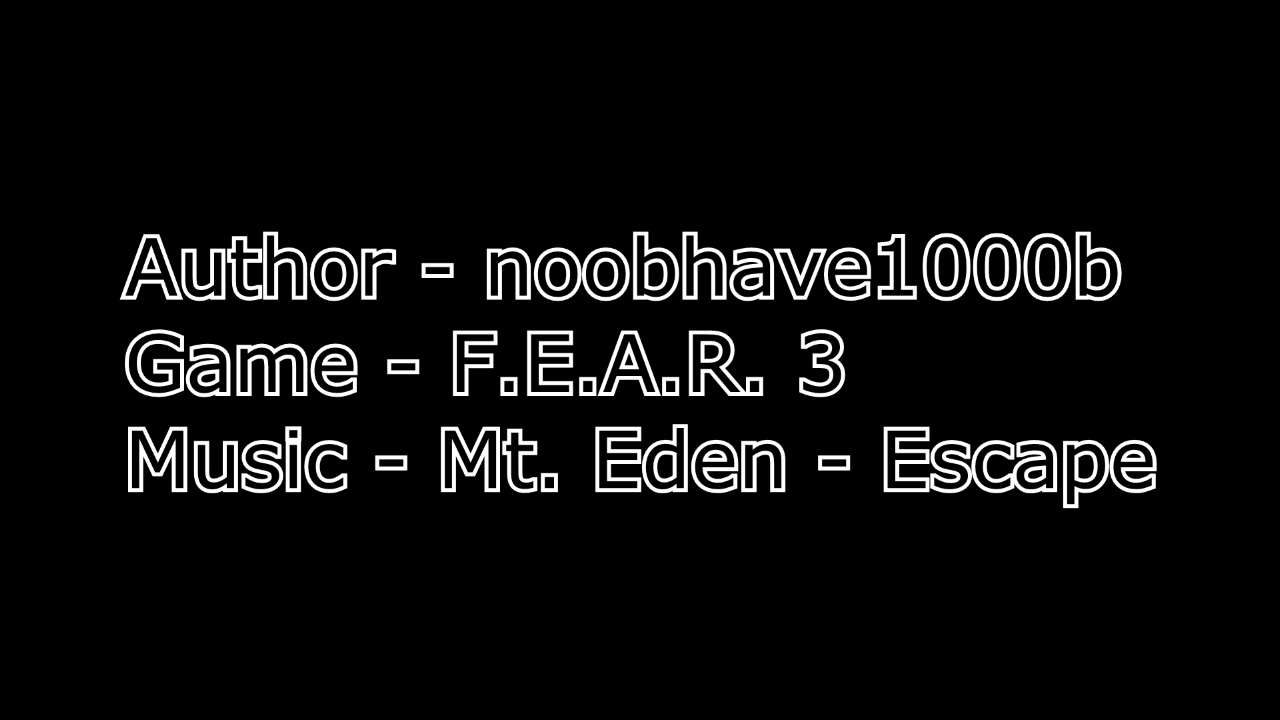 Author - noobhave1000b
Game - F.E.A.R. 3
Music - Mt. Eden - Escape